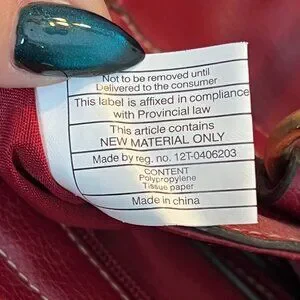 Not to be removed until
Delivered to the consumer
This label is affixed in compliance
with Provincial law
This article contains
NEW MATERIAL ONLY
Made by reg. no. 12T-0406203
CONTENT
Polypropylene
Tissue paper
Made in china